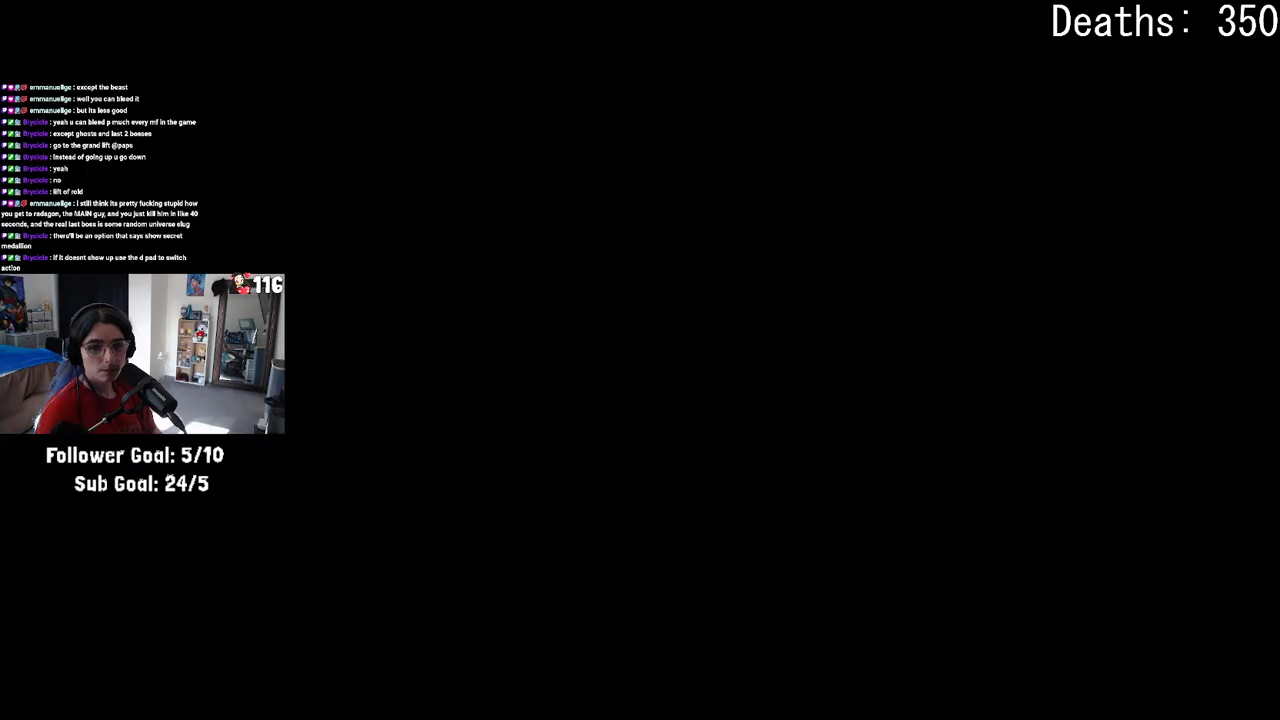 Deaths: 350
emmanuellge : except the beast
emmanuellge : well you can bleed it
emmanuellge : but its less good
Brycicle : yeah u can bleed p much every mf in the game
Brycicle : except ghosts and last 2 bosses
Brycicle : go to the grand lift @paps
Brycicle : instead of going up u go down
Brycicle : yeah
Brycicle : no
Brycicle : lift of rold
emmanuellge : I still think its pretty fucking stupid how
you get to radagon, the MAIN guy, and you just kill him in like 40
seconds, and the real last boss is some random universe slug
Brycicle : there'll be an option that says show secret
medallion
Brycicle : if it doesnt show up use the d pad to switch
action
116
Follower Goal: 5/10
Sub Goal: 24/5